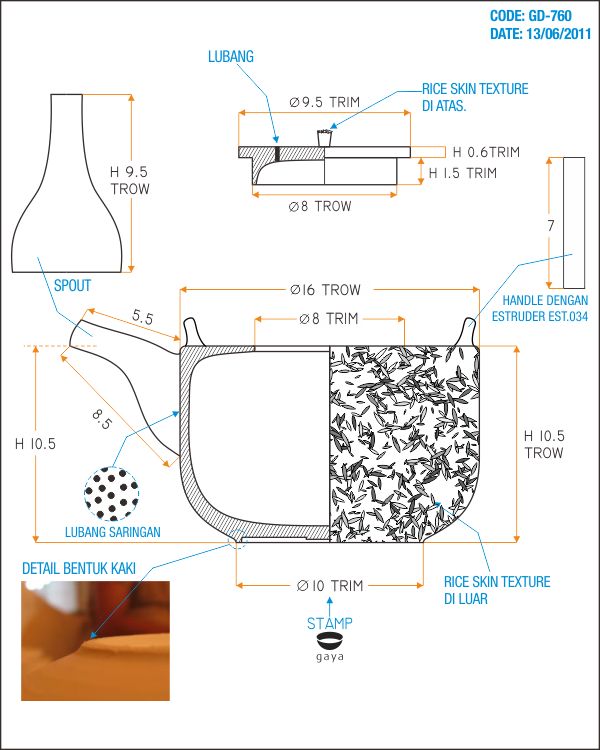 CODE: GD-760
DATE: 13/06/2011
LUBANG
RICE SKIN TEXTURE
DI ATAS.
Ø9.5 TRIM
H 0.6TRIM
H 1.5 TRIM
Ø8 TROW
H 9.5
TROW
7
SPOUT
HANDLE DENGAN
ESTRUDER EST.034
Ø16 TROW
5.5
Ø8 TRIM
8.5
H 10.5
H 10.5
TROW
LUBANG SARINGAN
DETAIL BENTUK KAKI
Ø10 TRIM
RICE SKIN TEXTURE
DI LUAR
STAMP
gaya